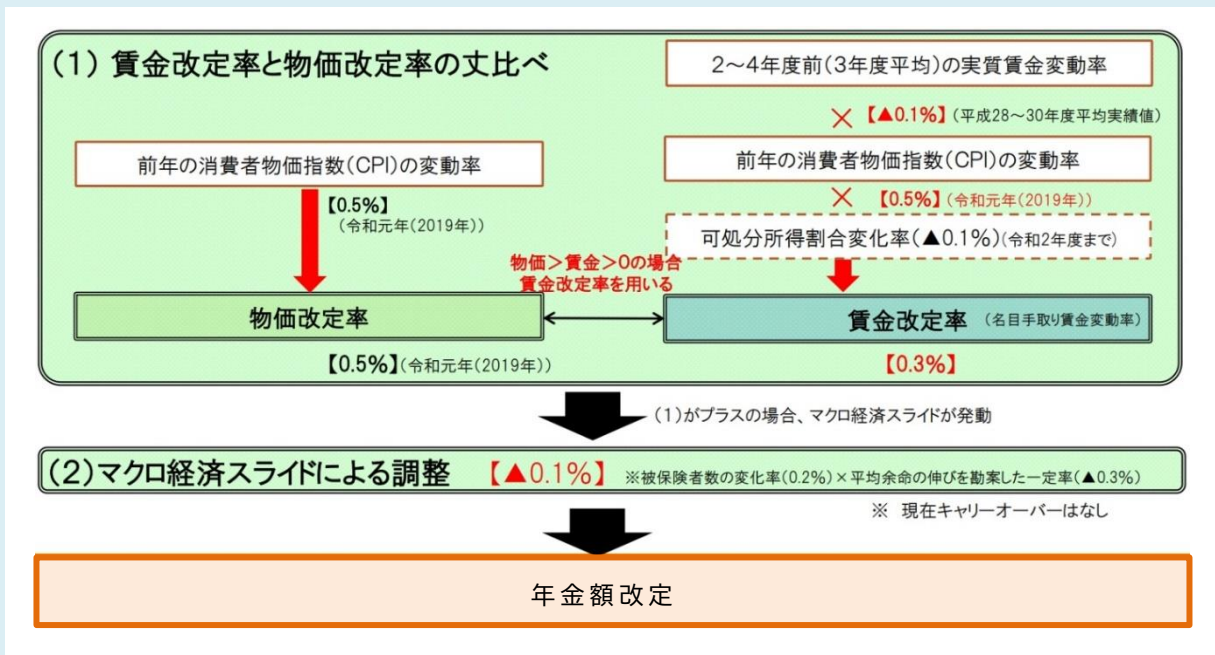 (1) 賃金改定率と物価改定率の丈比べ
2~4年度前(3年度平均)の実質賃金変動率
× 【▲0.1%】(平成28~30年度平均実績値)
前年の消費者物価指数(CPI)の変動率
【0.5%】
(令和元年(2019年))
前年の消費者物価指数(CPI)の変動率
× 【0.5%】(令和元年(2019年))
可処分所得割合変化率(▲0.1%)(令和2年度まで)
物価>賃金>0の場合
賃金改定率を用いる
物価改定率
【0.5%】(令和元年(2019年))
賃金改定率 (名目手取り賃金変動率)
【0.3%】
(1)がプラスの場合、マクロ経済スライドが発動
(2)マクロ経済スライドによる調整 【▲0.1%】 ※被保険者数の変化率(0.2%)×平均余命の伸びを勘案した一定率(▲0.3%)
※ 現在キャリーオーバーはなし
年金額改定